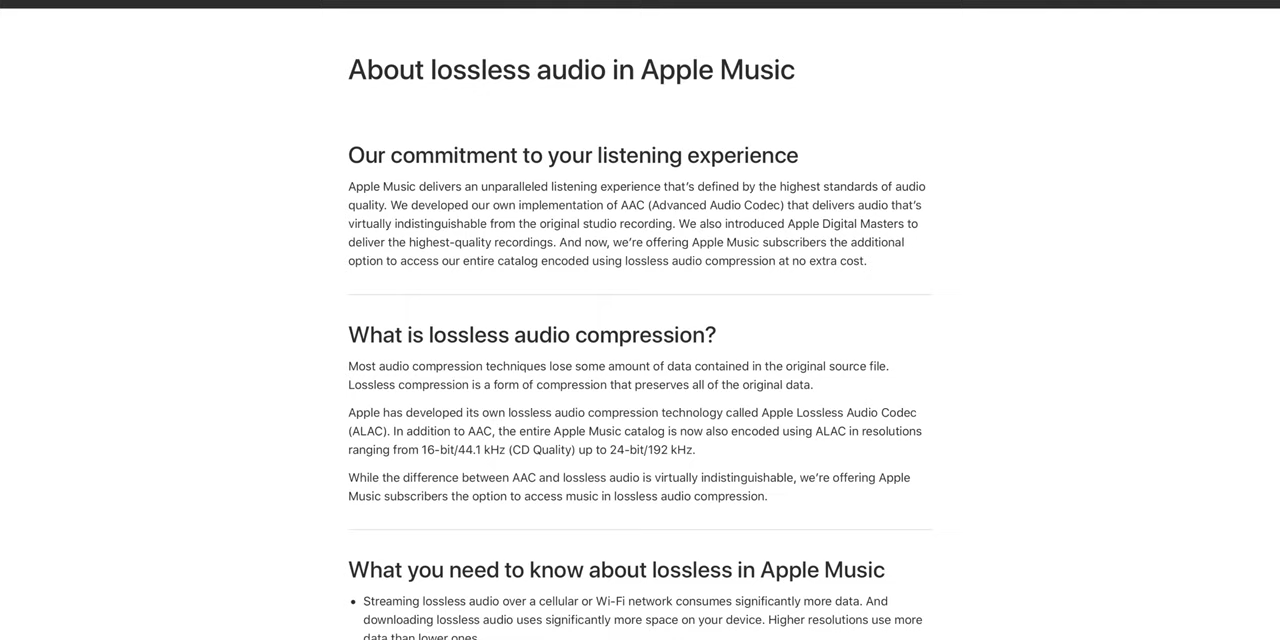 About lossless audio in Apple Music
Our commitment to your listening experience
Apple Music delivers an unparalleled listening experience that’s defined by the highest standards of audio
quality. We developed our own implementation of AAC (Advanced Audio Codec) that delivers audio that’s
virtually indistinguishable from the original studio recording. We also introduced Apple Digital Masters to
deliver the highest-quality recordings. And now, we’re offering Apple Music subscribers the additional
option to access our entire catalog encoded using lossless audio compression at no extra cost.
What is lossless audio compression?
Most audio compression techniques lose some amount of data contained in the original source file.
Lossless compression is a form of compression that preserves all of the original data.
Apple has developed its own lossless audio compression technology called Apple Lossless Audio Codec
(ALAC). In addition to AAC, the entire Apple Music catalog is now also encoded using ALAC in resolutions
ranging from 16-bit/44.1 kHz (CD Quality) up to 24-bit/192 kHz.
While the difference between AAC and lossless audio is virtually indistinguishable, we’re offering Apple
Music subscribers the option to access music in lossless audio compression.
What you need to know about lossless in Apple Music
• Streaming lossless audio over a cellular or Wi-Fi network consumes significantly more data. And
downloading lossless audio uses significantly more space on your device. Higher resolutions use more
data than lower ones.